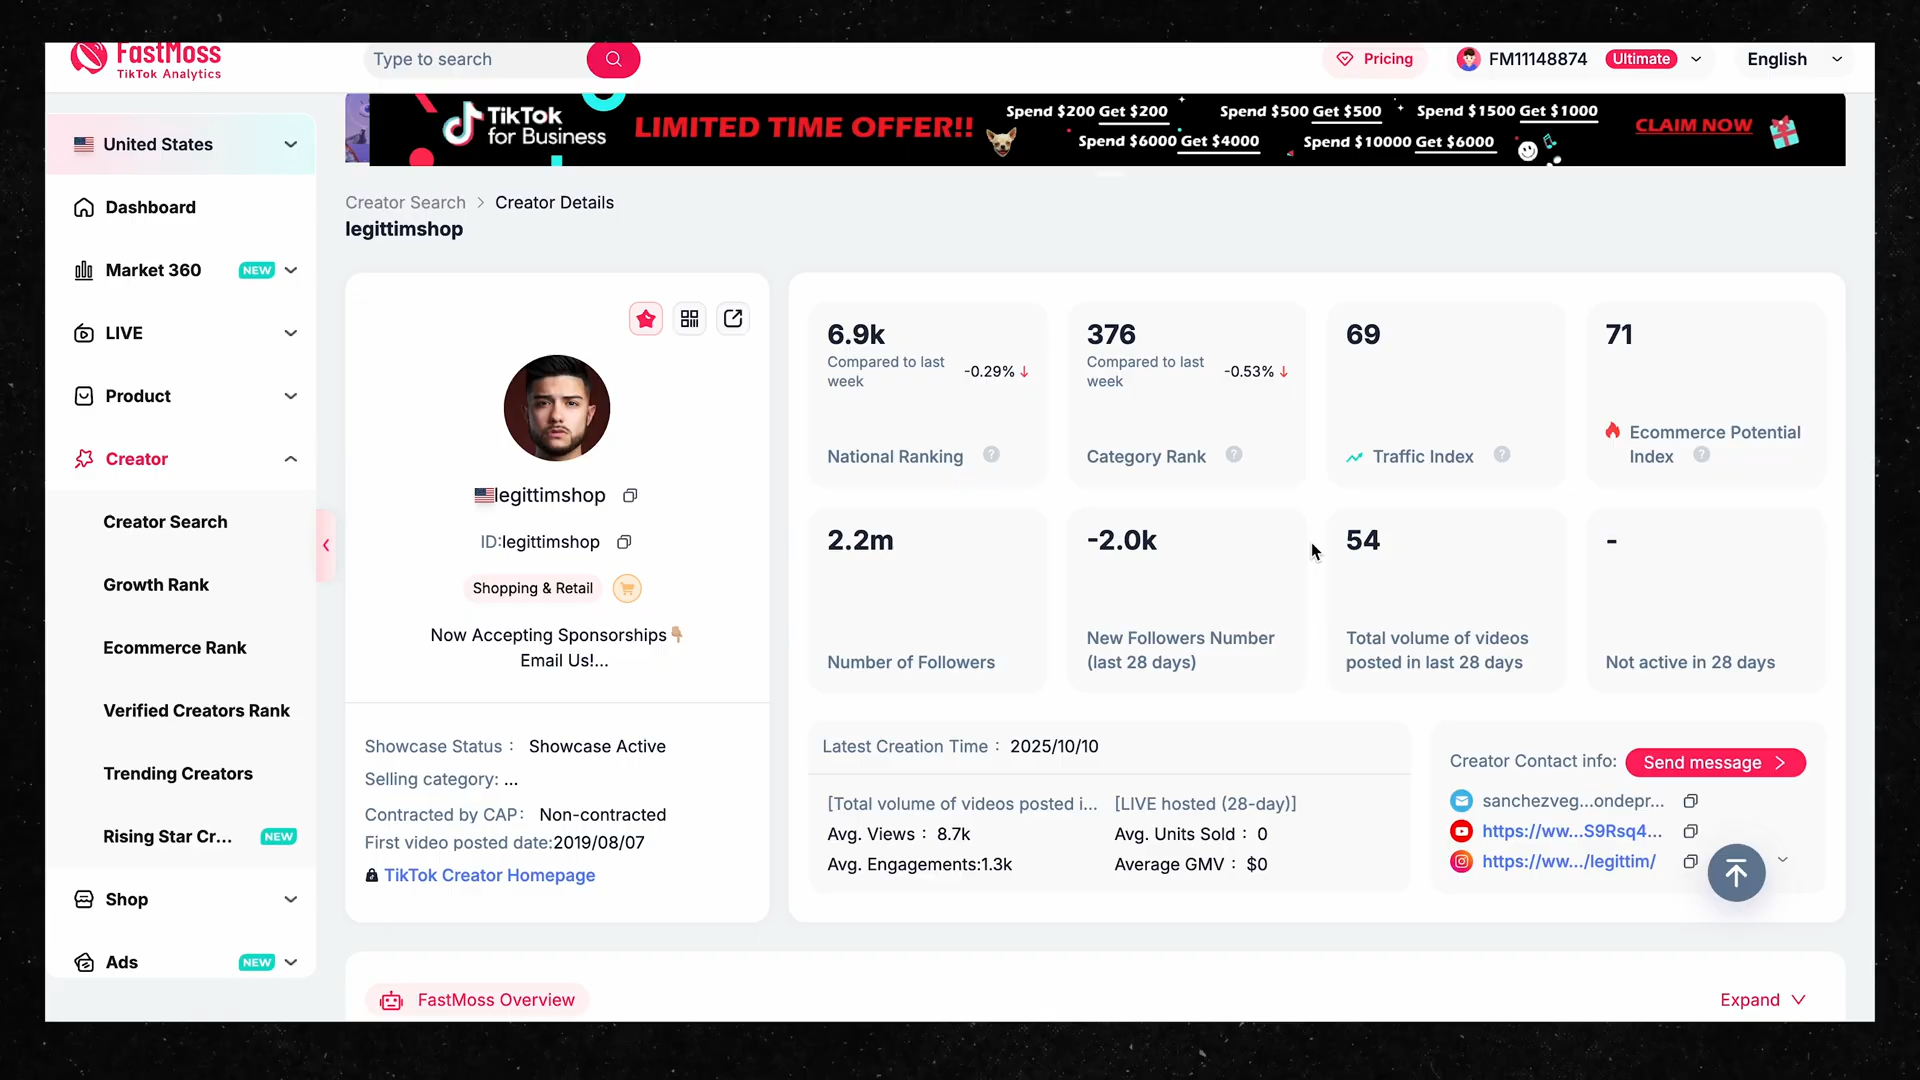 FastMoss
TikTok Analytics
Type to search
Pricing
FM11148874
Ultimate
English
TikTok
for Business
LIMITED TIME OFFER!!
Spend $200 Get $200
Spend $500 Get $500
Spend $1500 Get $1000
Spend $6000 Get $4000
Spend $10000 Get $6000
CLAIM NOW
United States
Dashboard
Market 360 NEW
LIVE
Product
Creator
Creator Search
Growth Rank
Ecommerce Rank
Verified Creators Rank
Trending Creators
Rising Star Cr... NEW
Shop
Ads NEW
Creator Search > Creator Details
legittimshop
legittimshop
ID:legittimshop
Shopping & Retail
Now Accepting Sponsorships👇🏼
Email Us!...
Showcase Status : Showcase Active
Selling category: ...
Contracted by CAP: Non-contracted
First video posted date:2019/08/07
TikTok Creator Homepage
6.9k
Compared to last
week
-0.29% ↓
National Ranking ?
376
Compared to last
week
-0.53% ↓
Category Rank ?
69
Traffic Index ?
71
Ecommerce Potential
Index ?
2.2m
Number of Followers
-2.0k
New Followers Number
(last 28 days)
54
Total volume of videos
posted in last 28 days
-
Not active in 28 days
Latest Creation Time : 2025/10/10
[Total volume of videos posted i...
Avg. Views : 8.7k
Avg. Engagements:1.3k
[LIVE hosted (28-day)]
Avg. Units Sold : 0
Average GMV : $0
Creator Contact info:
Send message >
sanchezveg...ondepr...
https://ww...S9Rsq4...
https://ww.../legittim/
FastMoss Overview
Expand